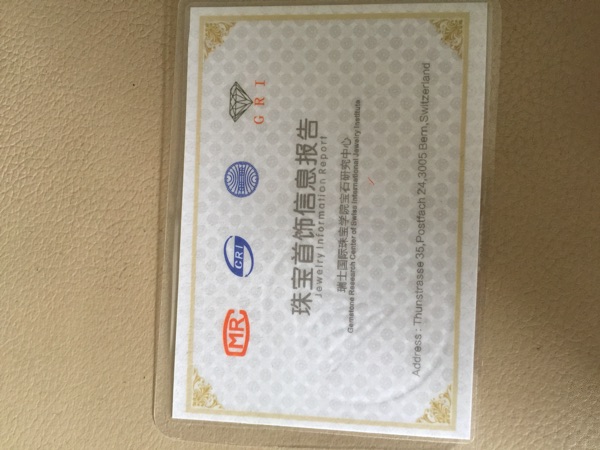 MR CRI GRI
珠宝首饰信息报告
Jewelry Information Report
瑞士国际珠宝学院宝石研究中心
Gemstone Research Center of Swiss International Jewelry Institute
Address : Thunstrasse 35,Postfach 24,3005 Bern,Switzerland